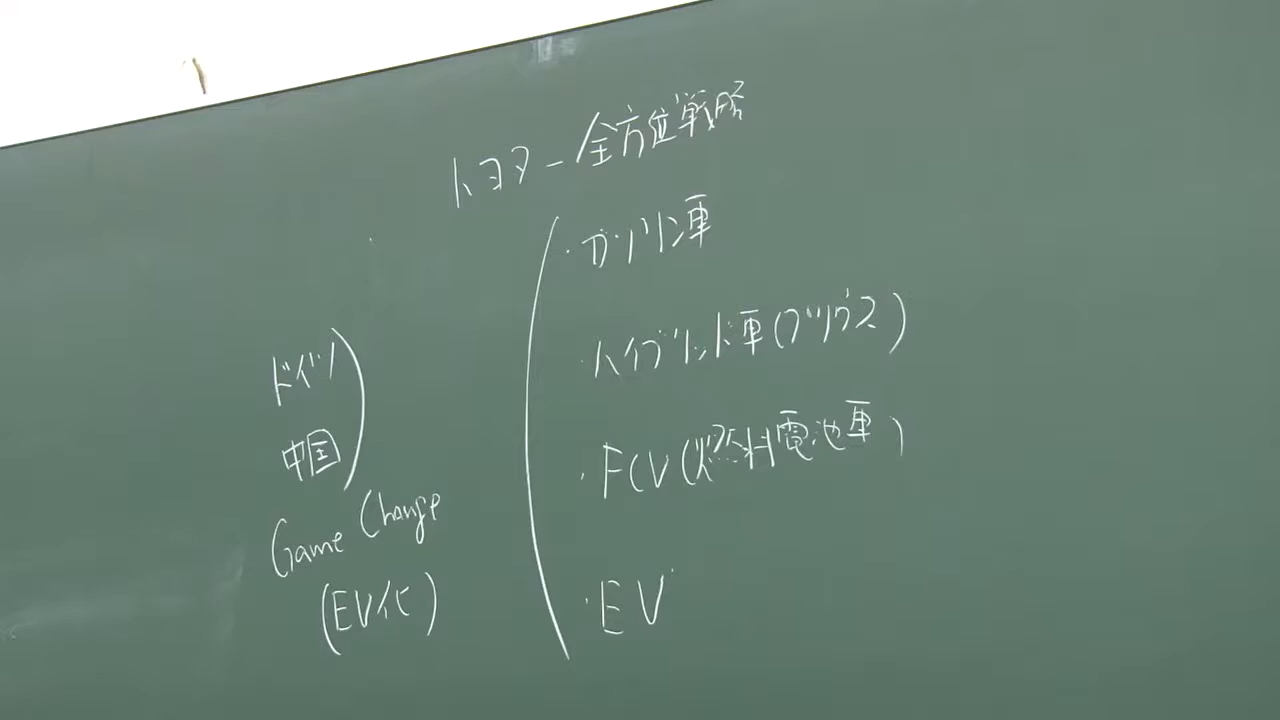 トヨタ－全方位戦略
・ガソリン車
・ハイブリッド車(プリウス)
・FCV(燃料電池車)
・EV
ドイツ
中国
Game Change
(EV化)